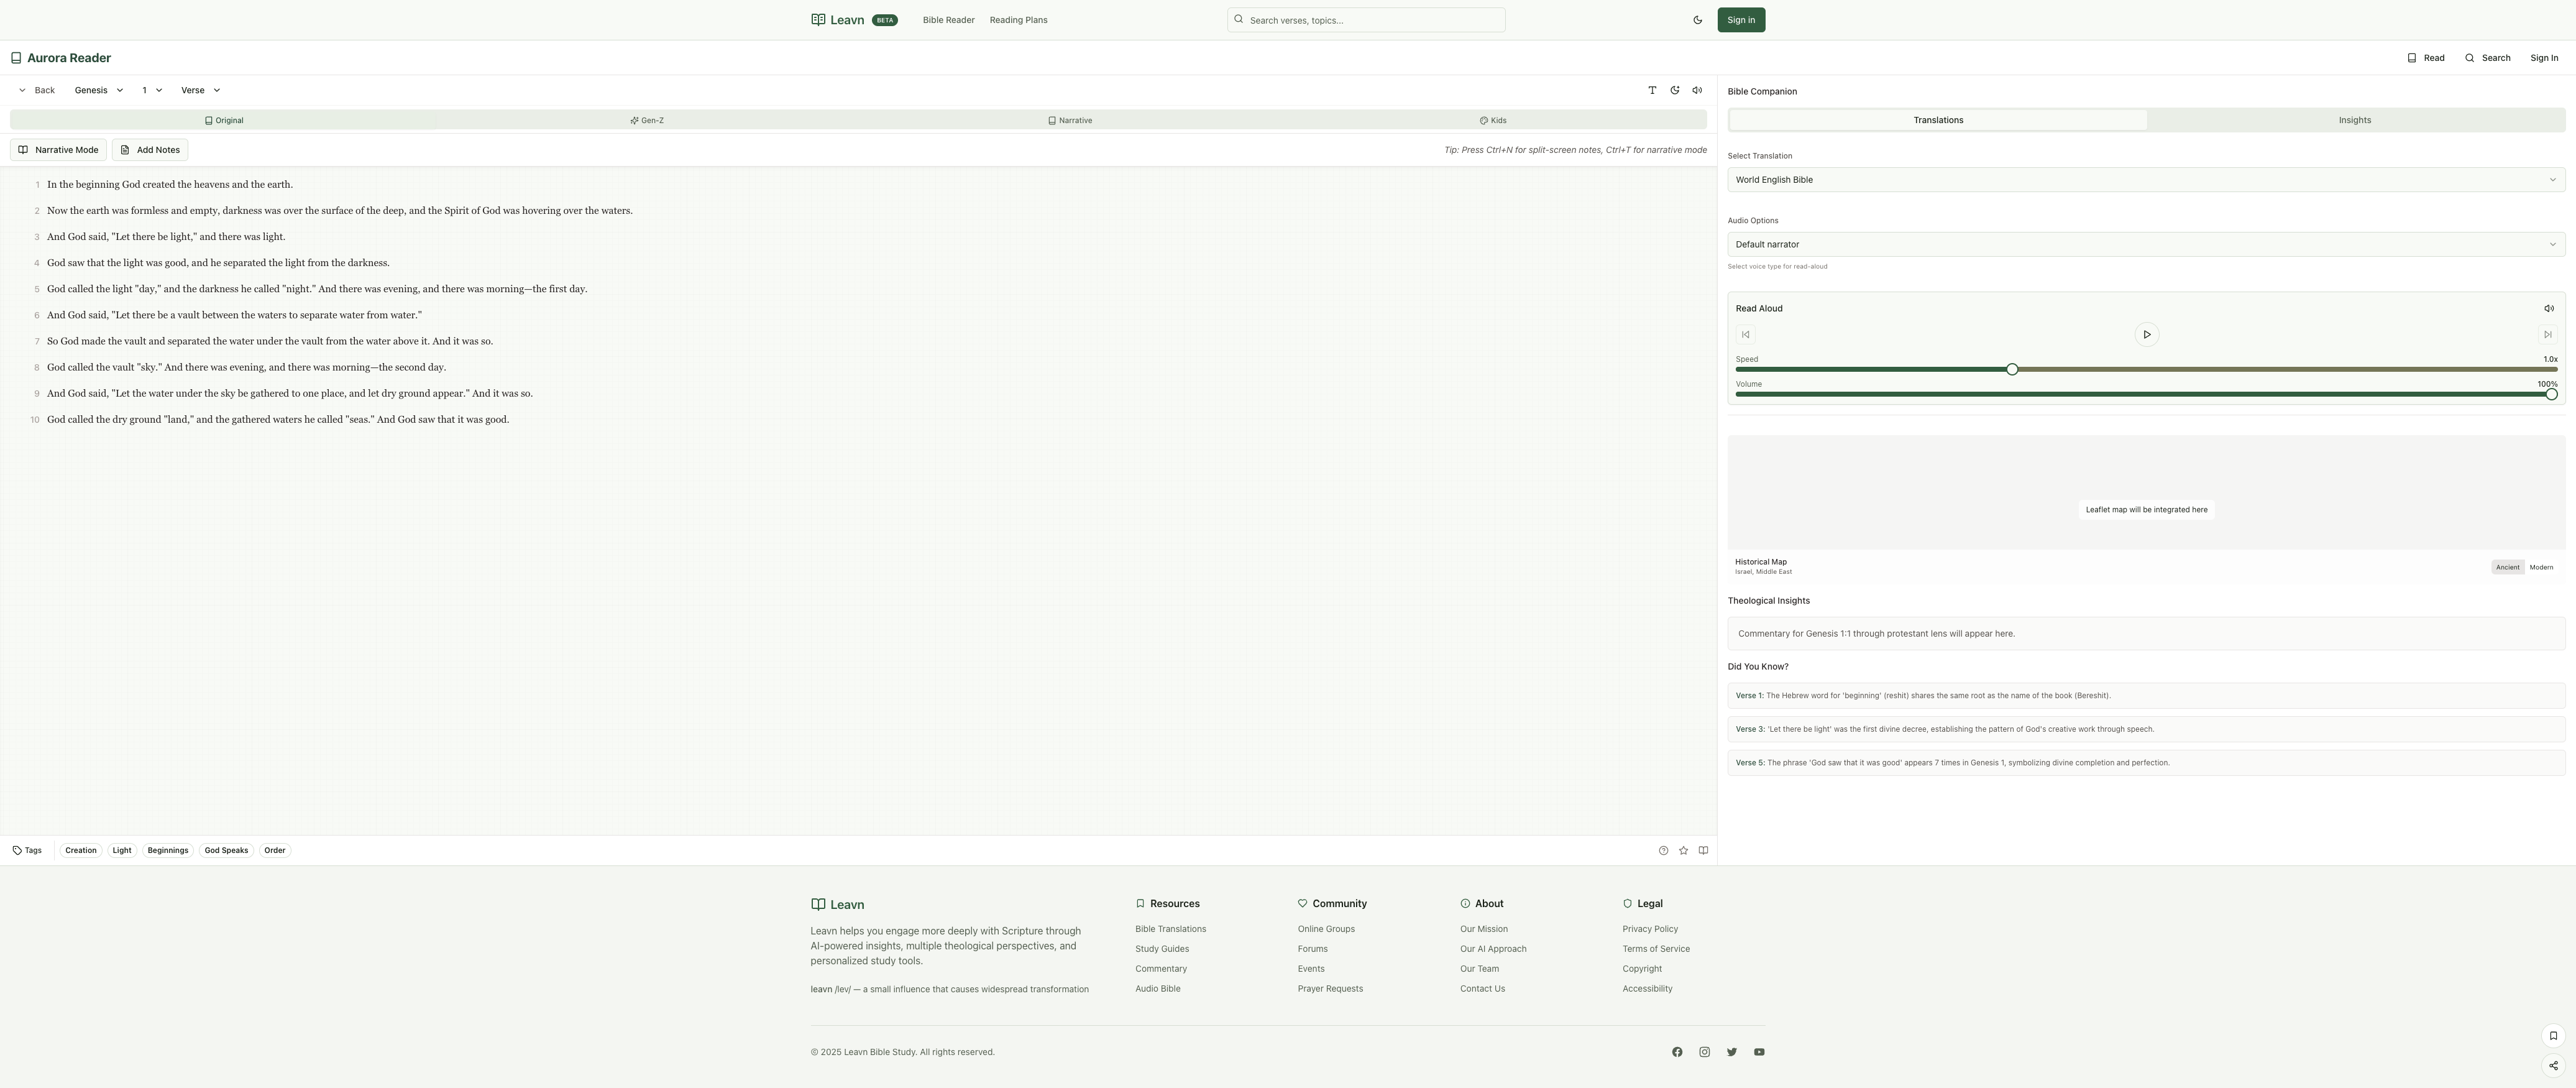 Leavn BETA Bible Reader Reading Plans Search verses, topics... Sign in
Aurora Reader Read Search Sign In
Back Genesis 1 Verse
Original Gen-Z Narrative Kids
Narrative Mode Add Notes Tip: Press Ctrl+N for split-screen notes, Ctrl+T for narrative mode
1 In the beginning God created the heavens and the earth.
2 Now the earth was formless and empty, darkness was over the surface of the deep, and the Spirit of God was hovering over the waters.
3 And God said, "Let there be light," and there was light.
4 God saw that the light was good, and he separated the light from the darkness.
5 God called the light "day," and the darkness he called "night." And there was evening, and there was morning—the first day.
6 And God said, "Let there be a vault between the waters to separate water from water."
7 So God made the vault and separated the water under the vault from the water above it. And it was so.
8 God called the vault "sky." And there was evening, and there was morning—the second day.
9 And God said, "Let the water under the sky be gathered to one place, and let dry ground appear." And it was so.
10 God called the dry ground "land," and the gathered waters he called "seas." And God saw that it was good.
Tags Creation Light Beginnings God Speaks Order
Bible Companion
Translations Insights
Select Translation
World English Bible
Audio Options
Default narrator
Select voice type for read-aloud
Read Aloud
Speed 1.0x
Volume 100%
Leaflet map will be integrated here
Historical Map
Israel, Middle East
Ancient Modern
Theological Insights
Commentary for Genesis 1:1 through protestant lens will appear here.
Did You Know?
Verse 1: The Hebrew word for 'beginning' (reshit) shares the same root as the name of the book (Bereshit).
Verse 3: 'Let there be light' was the first divine decree, establishing the pattern of God's creative work through speech.
Verse 5: The phrase 'God saw that it was good' appears 7 times in Genesis 1, symbolizing divine completion and perfection.
Leavn
Leavn helps you engage more deeply with Scripture through
AI-powered insights, multiple theological perspectives, and
personalized study tools.
leavn /lev/ — a small influence that causes widespread transformation
Resources
Bible Translations
Study Guides
Commentary
Audio Bible
Community
Online Groups
Forums
Events
Prayer Requests
About
Our Mission
Our AI Approach
Our Team
Contact Us
Legal
Privacy Policy
Terms of Service
Copyright
Accessibility
© 2025 Leavn Bible Study. All rights reserved.